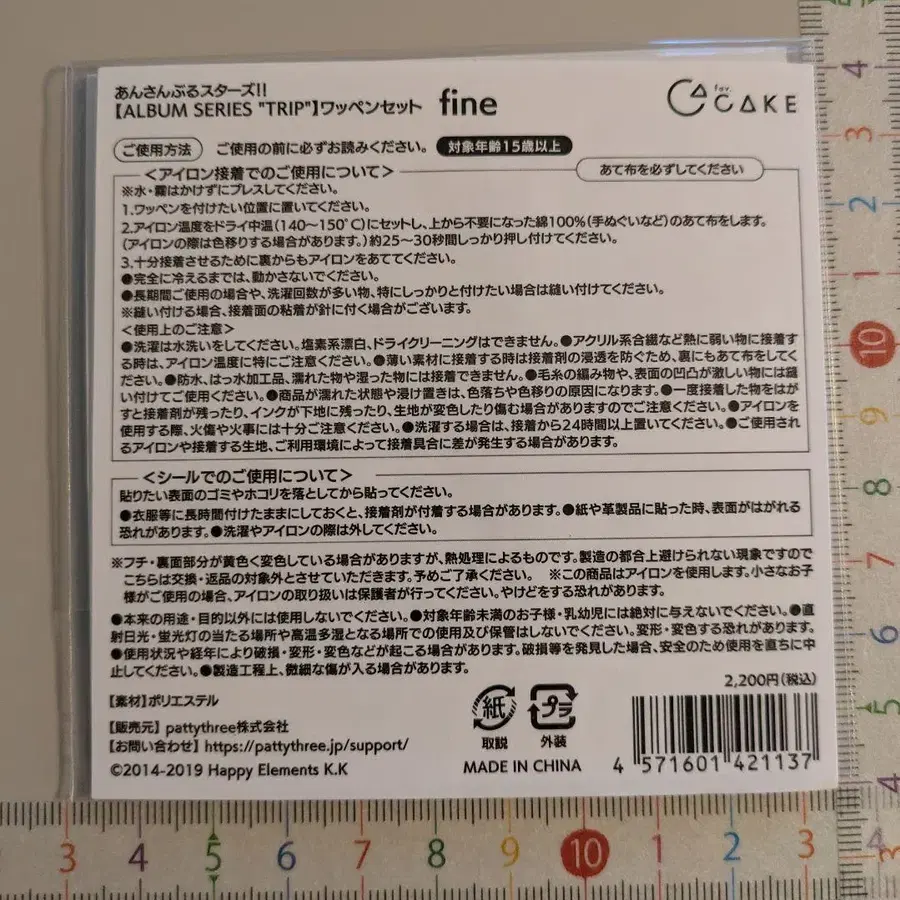 あんさんぶるスターズ!!
【ALBUM SERIES "TRIP"】ワッペンセット fine
for CAKE
ご使用方法 ご使用の前に必ずお読みください。 対象年齢15歳以上
＜アイロン接着でのご使用について＞ あて布を必ずしてください
※水・霧はかけずにプレスしてください。
1.ワッペンを付けたい位置に置いてください。
2.アイロン温度をドライ中温(140～150℃)にセットし、上から不要になった綿100%(手ぬぐいなど)のあて布をします。
(アイロンの際は色移りする場合があります。)約25～30秒間しっかり押し付けてください。
3.十分接着させるために裏からもアイロンをあててください。
●完全に冷えるまでは、動かさないでください。
●長期間ご使用の場合や、洗濯回数が多い物、特にしっかりと付けたい場合は縫い付けてください。
※縫い付ける場合、接着面の粘着が針に付く場合がございます。
＜使用上のご注意＞
●洗濯は水洗いをしてください。塩素系漂白、ドライクリーニングはできません。●アクリル系合繊など熱に弱い物に接着す
る時は、アイロン温度に特にご注意ください。●薄い素材に接着する時は接着剤の浸透を防ぐため、裏にもあて布をしてく
ださい。●防水、はっ水加工品、濡れた物や湿った物には接着できません。●毛糸の編み物や、表面の凹凸が激しい物には縫
い付けてご使用ください。●商品が濡れた状態や浸け置きは、色落ちや色移りの原因になります。●一度接着した物をはが
すと接着剤が残ったり、インクが下地に残ったり、生地が変色したり傷む場合がありますのでご注意ください。●アイロンを
使用する際、火傷や火事には十分ご注意ください。●洗濯する場合は、接着から24時間以上置いてください。●ご使用され
るアイロンや接着する生地、ご利用環境によって接着具合に差が発生する場合があります。
＜シールでのご使用について＞
貼りたい表面のゴミやホコリを落としてから貼ってください。
●衣服等に長時間付けたままにしておくと、接着剤が付着する場合があります。●紙や革製品に貼った時、表面がはがれる
恐れがあります。●洗濯やアイロンの際は外してください。
※フチ・裏面部分が黄色く変色している場合がありますが、熱処理によるものです。製造の都合上避けられない現象ですので
こちらは交換・返品の対象外とさせていただきます。予めご了承ください。 ※この商品はアイロンを使用します。小さなお子
様がご使用の場合、アイロンの取り扱いは保護者が行ってください。やけどをする恐れがあります。
●本来の用途・目的以外には使用しないでください。●対象年齢未満のお子様・乳幼児には絶対に与えないでください。●直
射日光・蛍光灯の当たる場所や高温多湿となる場所での使用及び保管はしないでください。変形・変色する恐れがあります。
●使用状況や経年により破損・変形・変色などが起こる場合があります。破損等を発見した場合、安全のため使用を直ちに中
止してください。●製造工程上、微細な傷が入る場合があります。
2,200円(税込)
【素材】ポリエステル
【販売元】pattythree株式会社
【お問い合わせ】https://pattythree.jp/support/
©2014-2019 Happy Elements K.K
紙 プラ
取説 外装
MADE IN CHINA
4 571601 421137
4 3 2 1 10 9 8 7 6 5 4 3
3 4 5 6 7 8 9 10 1 2 3 4